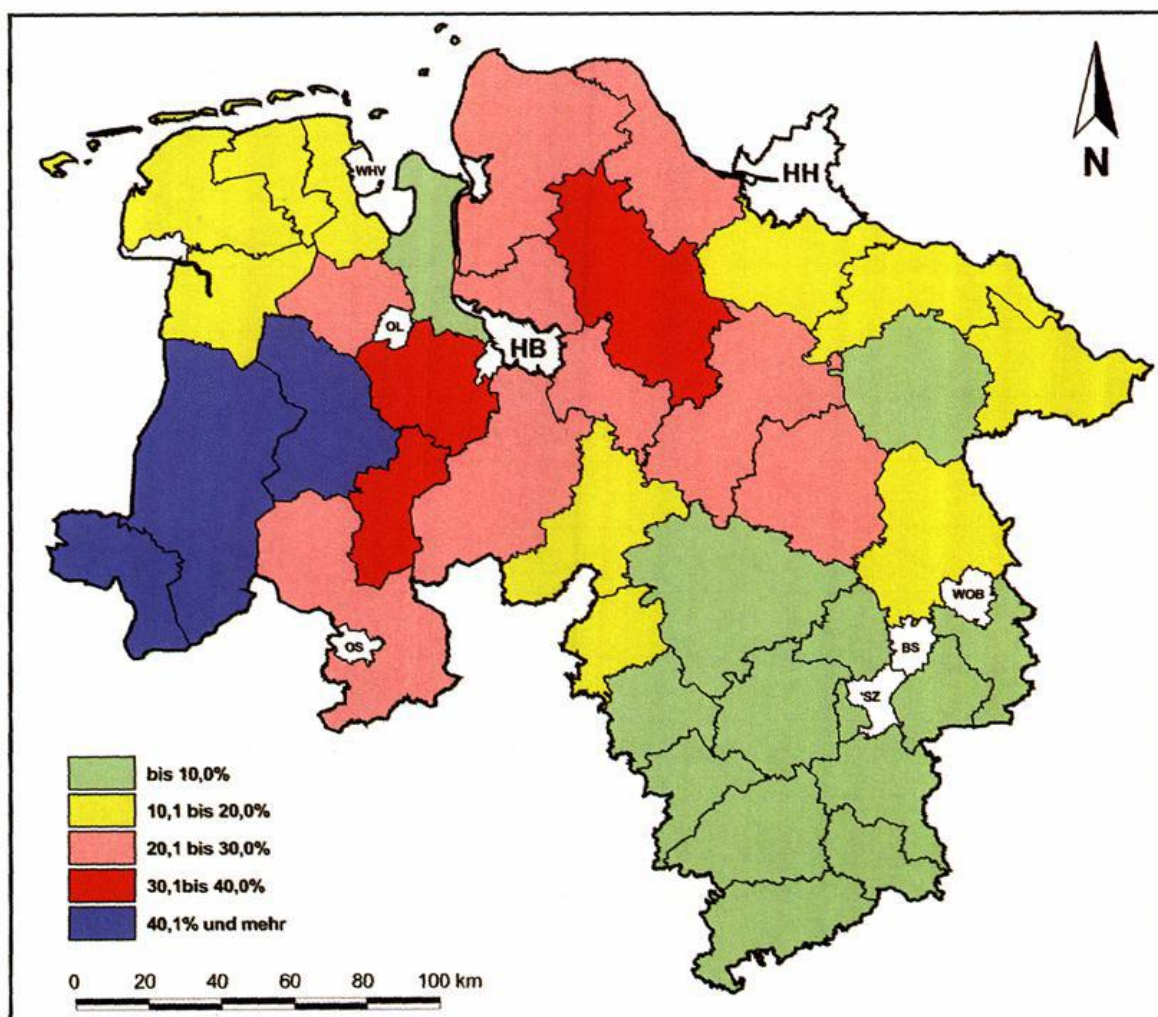 N
HH
WHV
OL
HB
WOB
OS
BS
SZ
bis 10,0%
10,1 bis 20,0%
20,1 bis 30,0%
30,1bis 40,0%
40,1% und mehr
0 20 40 60 80 100 km